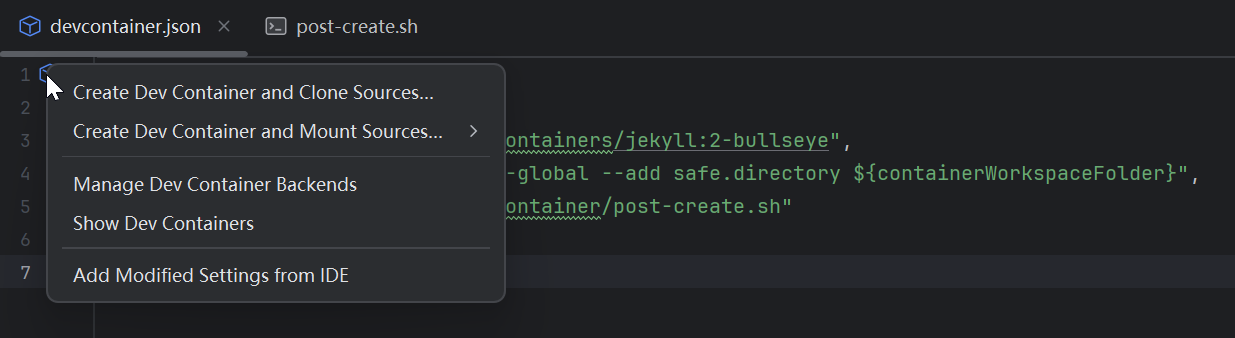 devcontainer.json
post-create.sh
1
Create Dev Container and Clone Sources...
2
Create Dev Container and Mount Sources...
3 ontainers/jekyll:2-bullseye",
4 -global --add safe.directory ${containerWorkspaceFolder}",
Manage Dev Container Backends
5 ontainer/post-create.sh"
Show Dev Containers
6
7
Add Modified Settings from IDE